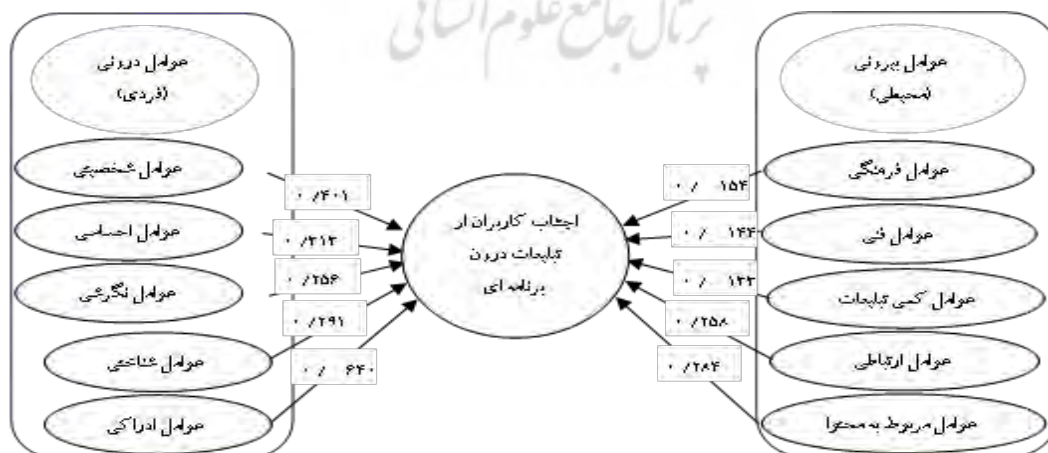 پرتال جامع علوم انسانی
عوامل بیرونی
(محیطی)
عوامل فرهنگی
عوامل فنی
عوامل کمی تبلیغات
عوامل ارتباطی
عوامل مربوط به محتوا
۰/ ۱۵۴
۰/ ۱۴۴
۰/ ۱۳۳
۰/۲۵۸
۰/۲۸۴
اجتناب کاربران از
تبلیغات درون
برنامه ای
عوامل درونی
(فردی)
عوامل شخصیتی
عوامل احساسی
عوامل نگرشی
عوامل شناختی
عوامل ادراکی
۰/۴۰۱
۰/۳۱۳
۰/۲۵۶
۰/۲۹۱
۰/ ۶۴۰